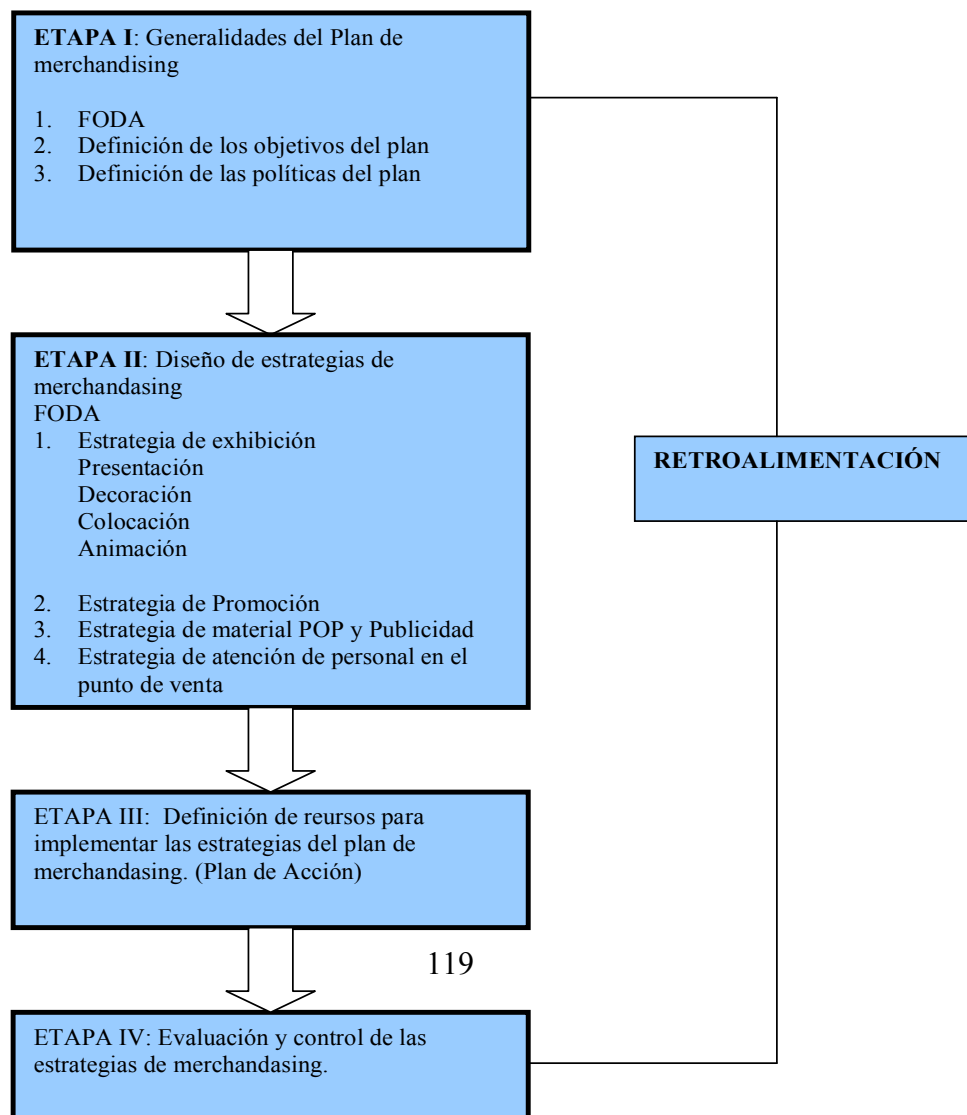 ETAPA I: Generalidades del Plan de
merchandising
1. FODA
2. Definición de los objetivos del plan
3. Definición de las políticas del plan
ETAPA II: Diseño de estrategias de
merchandasing
FODA
1. Estrategia de exhibición
Presentación
Decoración
Colocación
Animación
2. Estrategia de Promoción
3. Estrategia de material POP y Publicidad
4. Estrategia de atención de personal en el
punto de venta
RETROALIMENTACIÓN
ETAPA III: Definición de reursos para
implementar las estrategias del plan de
merchandasing. (Plan de Acción)
119
ETAPA IV: Evaluación y control de las
estrategias de merchandasing.